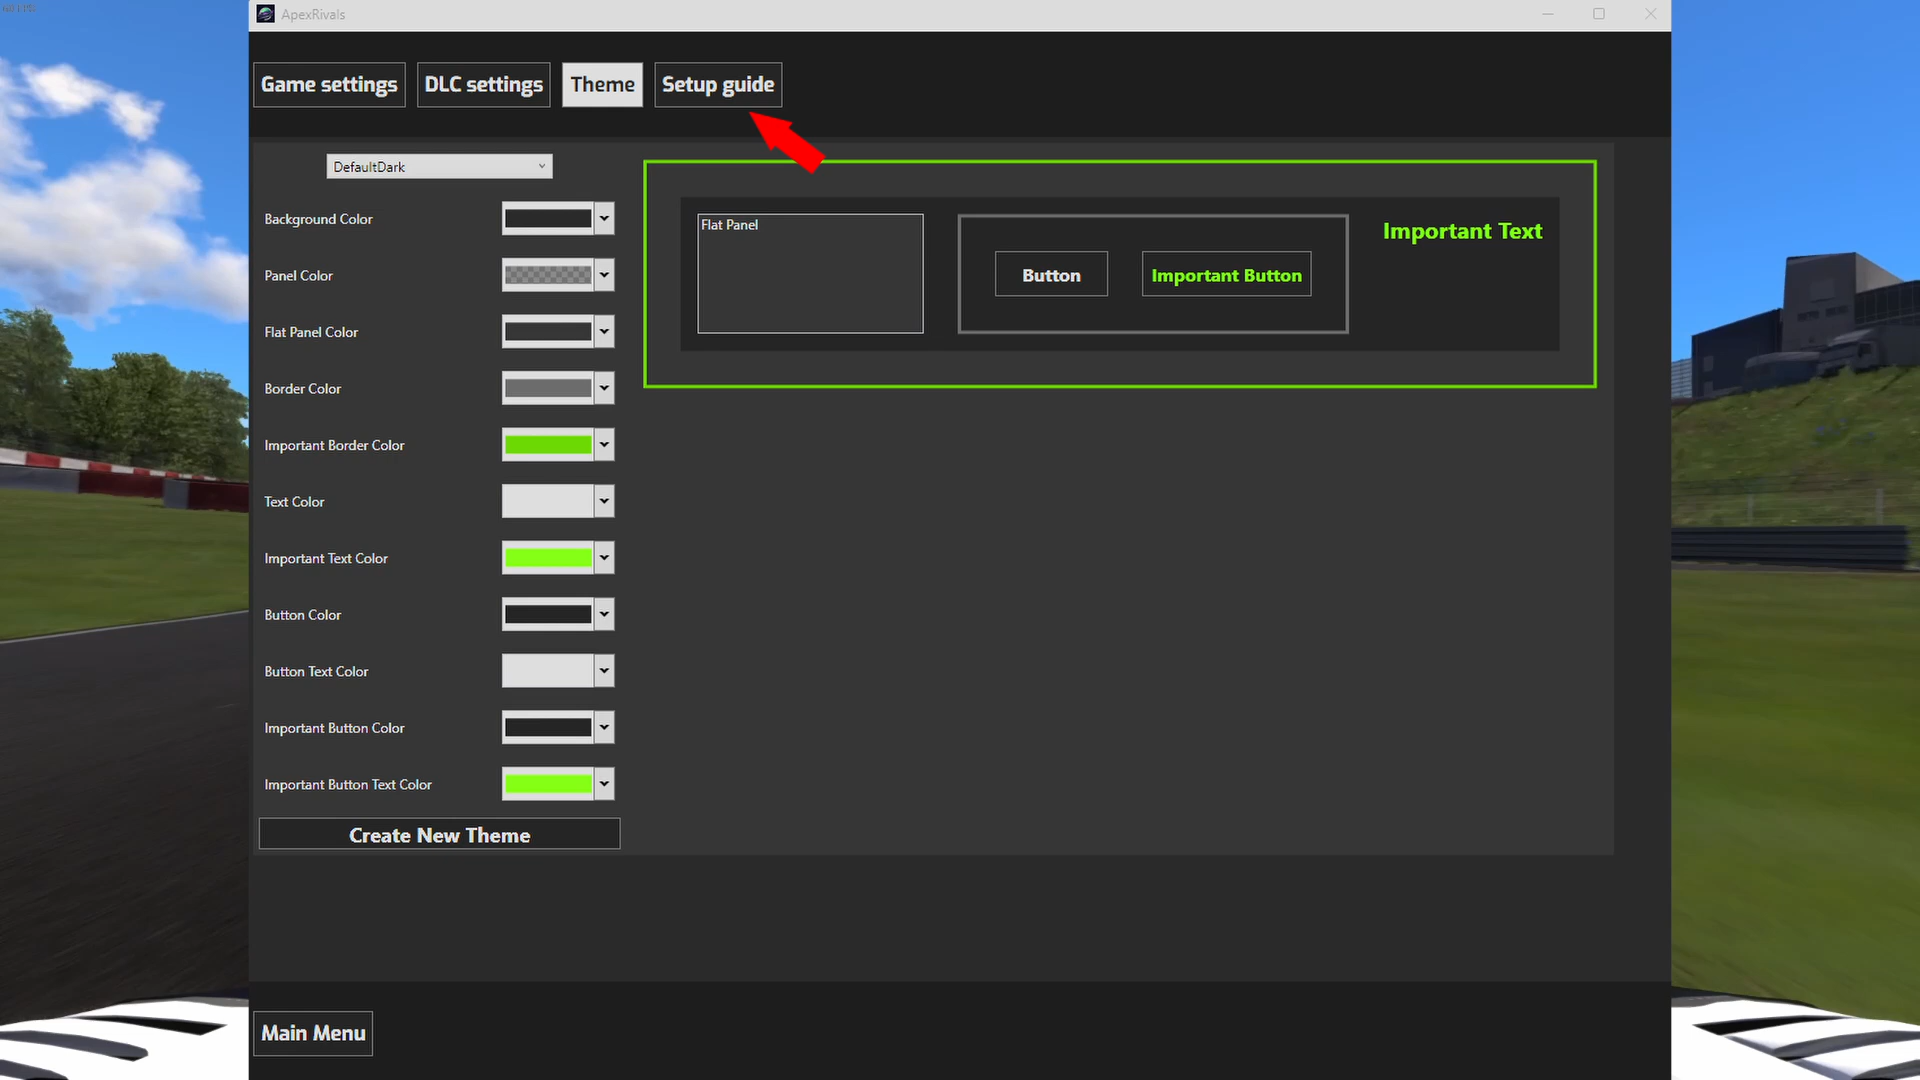 ApexRivals
Game settings
DLC settings
Theme
Setup guide
DefaultDark
Background Color
Panel Color
Flat Panel Color
Border Color
Important Border Color
Text Color
Important Text Color
Button Color
Button Text Color
Important Button Color
Important Button Text Color
Create New Theme
Flat Panel
Button
Important Button
Important Text
Main Menu